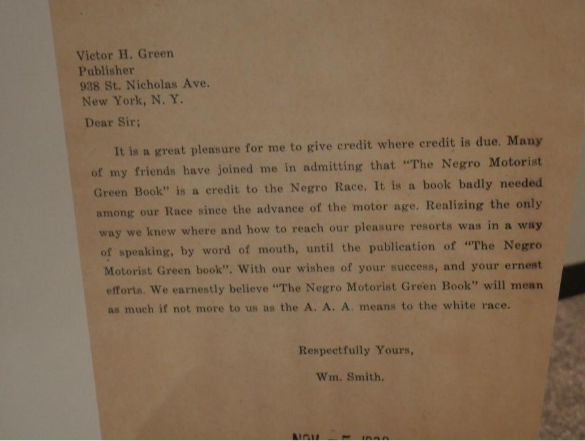 Victor H. Green
Publisher
938 St. Nicholas Ave.
New York, N. Y.
Dear Sir;
It is a great pleasure for me to give credit where credit is due. Many
of my friends have joined me in admitting that "The Negro Motorist
Green Book" is a credit to the Negro Race. It is a book badly needed
among our Race since the advance of the motor age. Realizing the only
way we knew where and how to reach our pleasure resorts was in a way
of speaking, by word of mouth, until the publication of "The Negro
Motorist Green book". With our wishes of your success, and your ernest
efforts. We earnestly believe "The Negro Motorist Green Book" will mean
as much if not more to us as the A. A. A. means to the white race.
Respectfully Yours,
Wm. Smith.
NOV